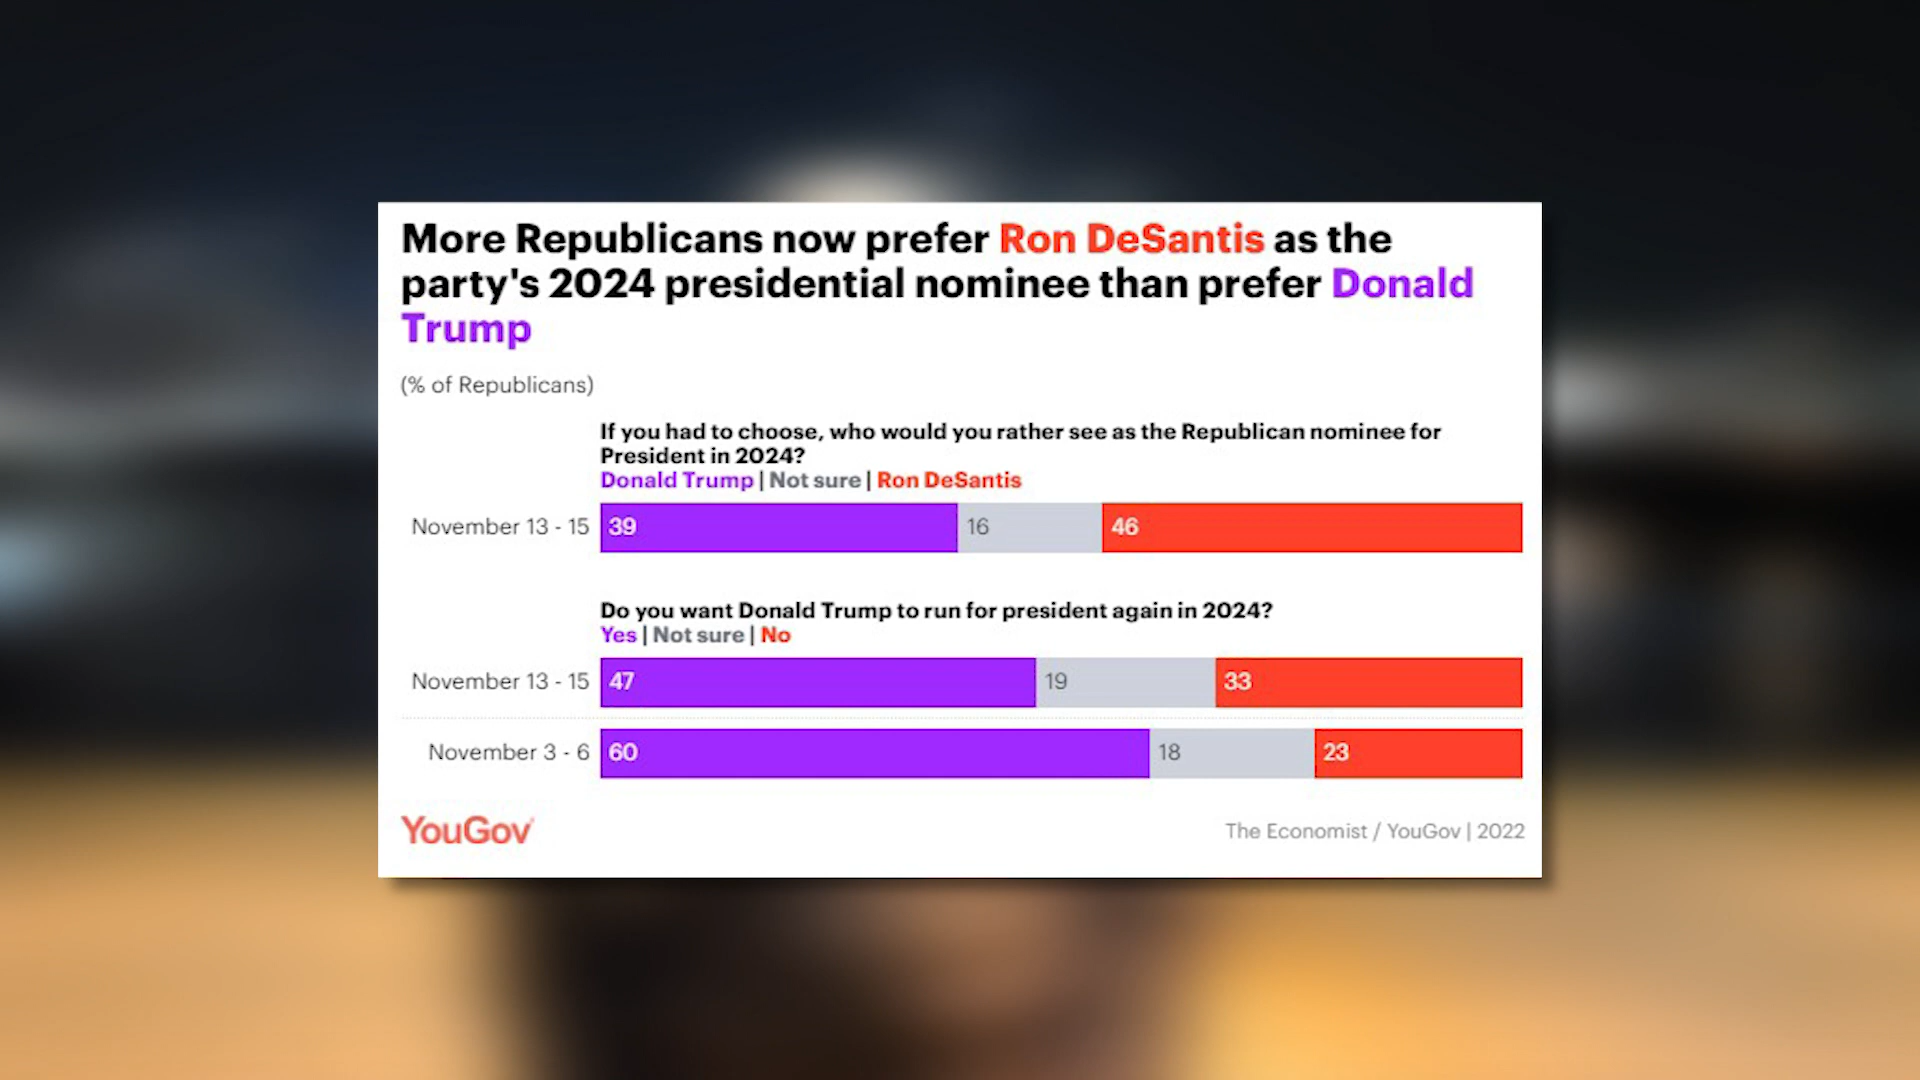 More Republicans now prefer Ron DeSantis as the
party's 2024 presidential nominee than prefer Donald
Trump
(% of Republicans)
If you had to choose, who would you rather see as the Republican nominee for
President in 2024?
Donald Trump | Not sure | Ron DeSantis
November 13 - 15 39 16 46
Do you want Donald Trump to run for president again in 2024?
Yes | Not sure | No
November 13 - 15 47 19 33
November 3 - 6 60 18 23
YouGov The Economist / YouGov | 2022